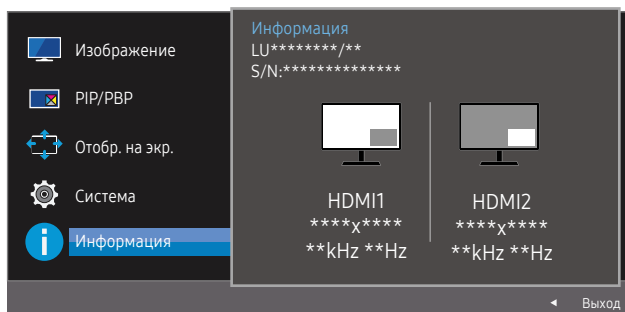 Изображение
PIP/PBP
Отобр. на экр.
Система
Информация
Информация
LU********/**
S/N:**************
HDMI1
****x****
**kHz **Hz
HDMI2
****x****
**kHz **Hz
Выход